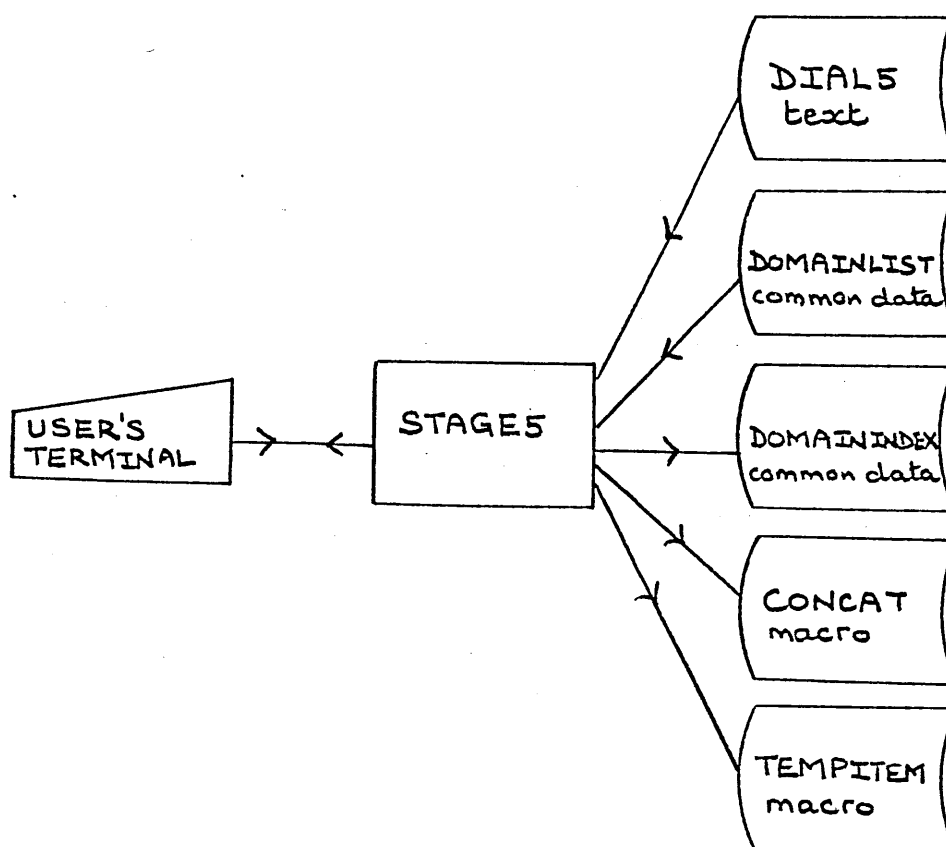 DIAL5
text
DOMAINLIST
common data
USER'S
TERMINAL
STAGE5
DOMAININDEX
common data
CONCAT
macro
TEMPITEM
macro